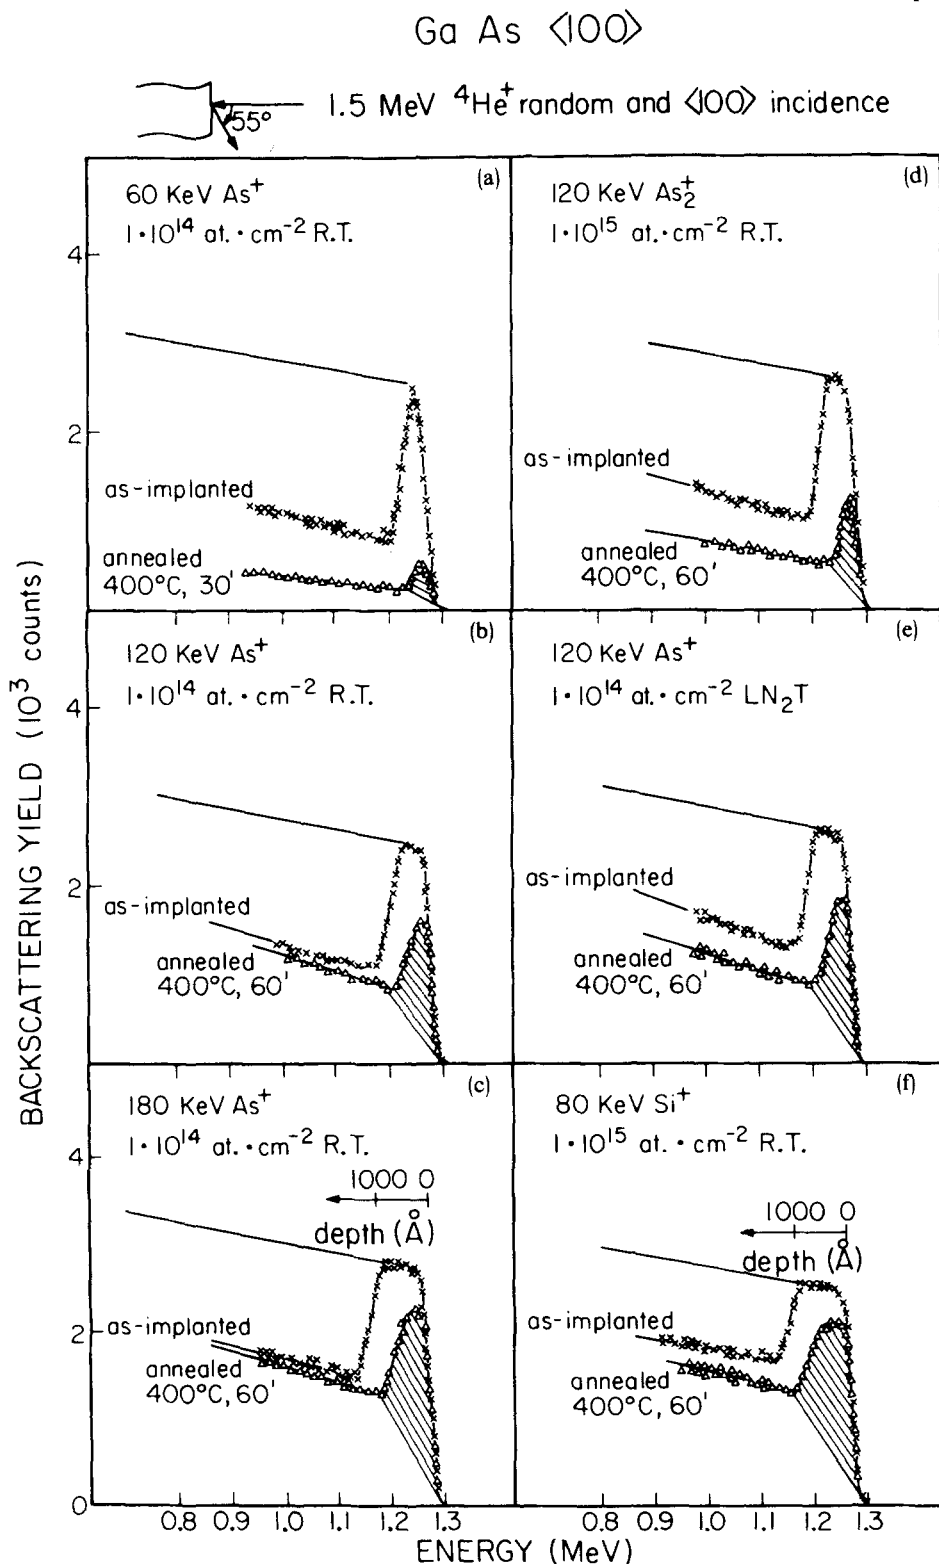 Ga As ⟨100⟩
55°
1.5 MeV ⁴He⁺ random and ⟨100⟩ incidence
BACKSCATTERING YIELD (10³ counts)
(a)
60 KeV As⁺
1•10¹⁴ at.•cm⁻² R.T.
4
2
as-implanted
annealed
400°C, 30'
(d)
120 KeV As₂⁺
1•10¹⁵ at.•cm⁻² R.T.
as-implanted
annealed
400°C, 60'
(b)
120 KeV As⁺
1•10¹⁴ at.•cm⁻² R.T.
4
2
as-implanted
annealed
400°C, 60'
(e)
120 KeV As⁺
1•10¹⁴ at.•cm⁻² LN₂T
as-implanted
annealed
400°C, 60'
(c)
180 KeV As⁺
1•10¹⁴ at.•cm⁻² R.T.
4
1000 0
depth (Å)
2
as-implanted
annealed
400°C, 60'
0
(f)
80 KeV Si⁺
1•10¹⁵ at.•cm⁻² R.T.
1000 0
depth (Å)
as-implanted
annealed
400°C, 60'
0.8 0.9 1.0 1.1 1.2 1.3 0.8 0.9 1.0 1.1 1.2 1.3
ENERGY (MeV)